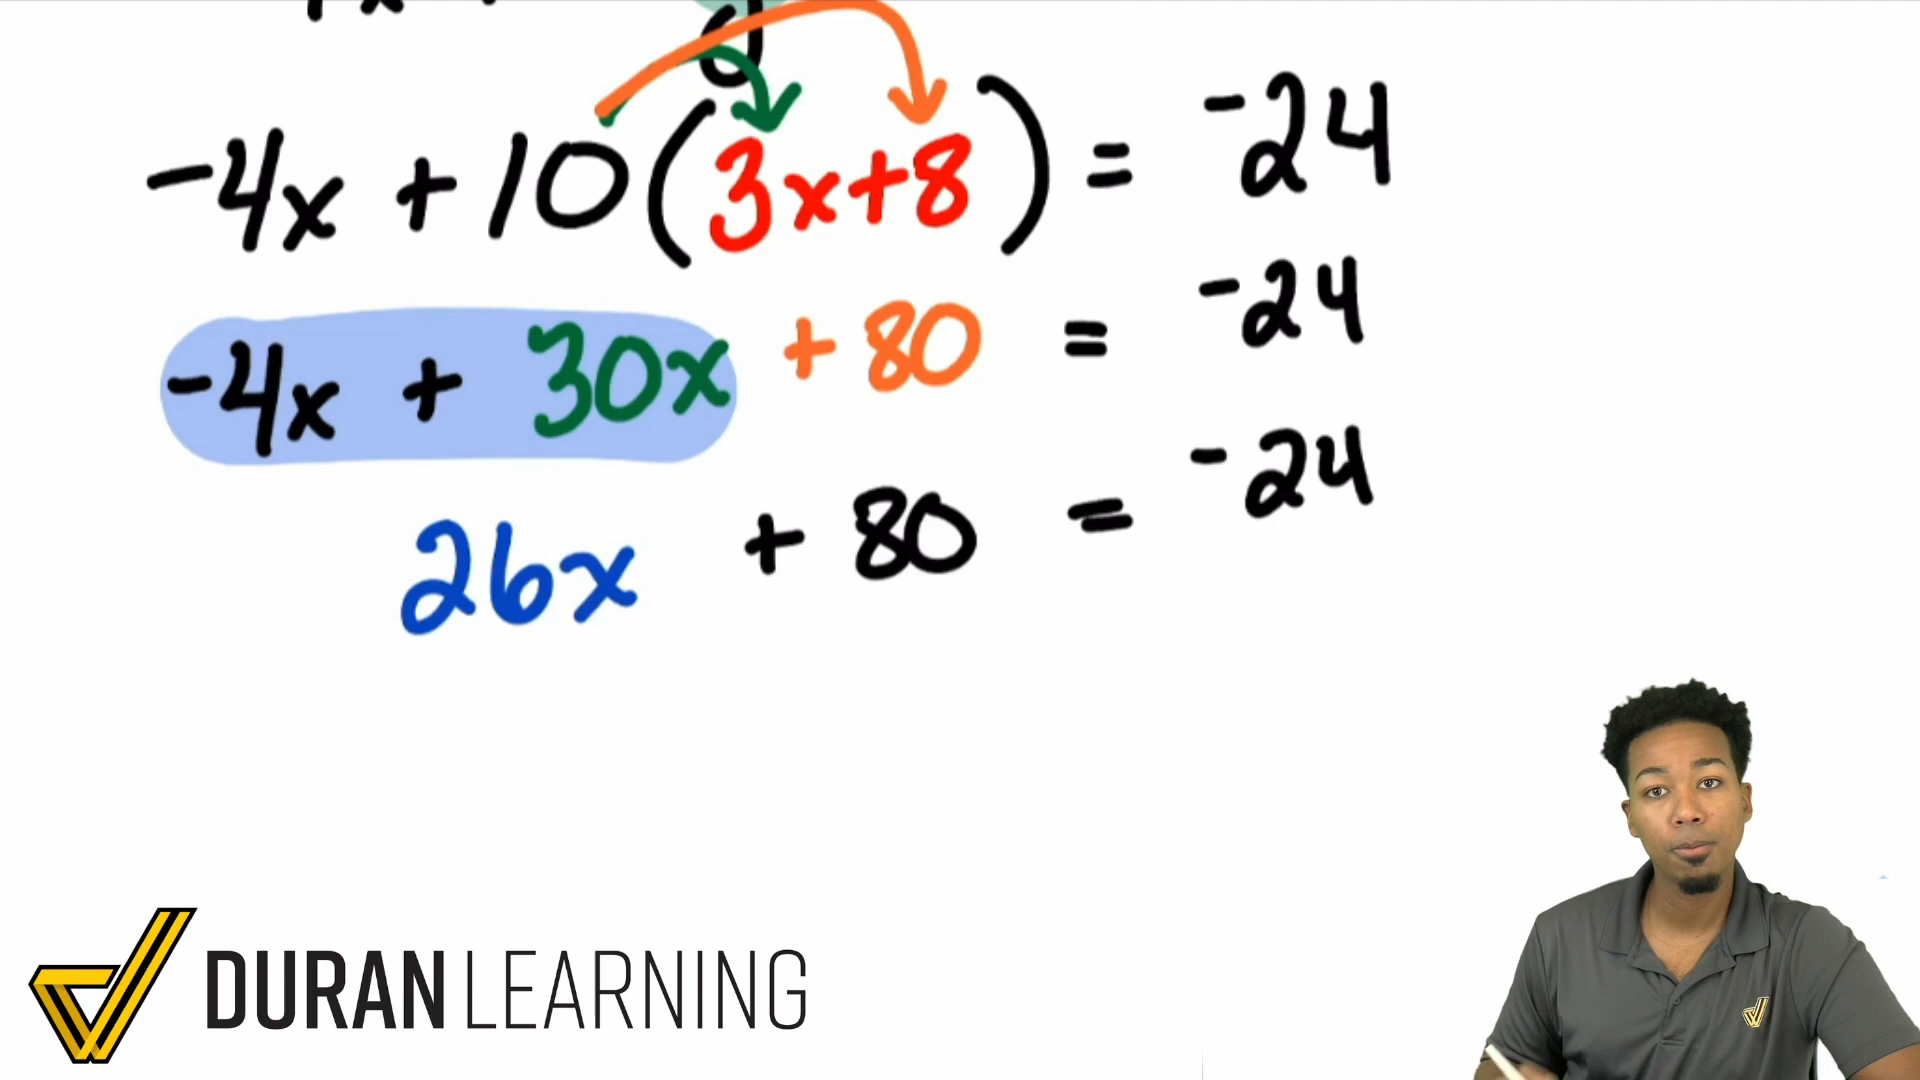 -4x + 10(3x+8) = -24
-4x + 30x + 80 = -24
26x + 80 = -24
DURAN LEARNING